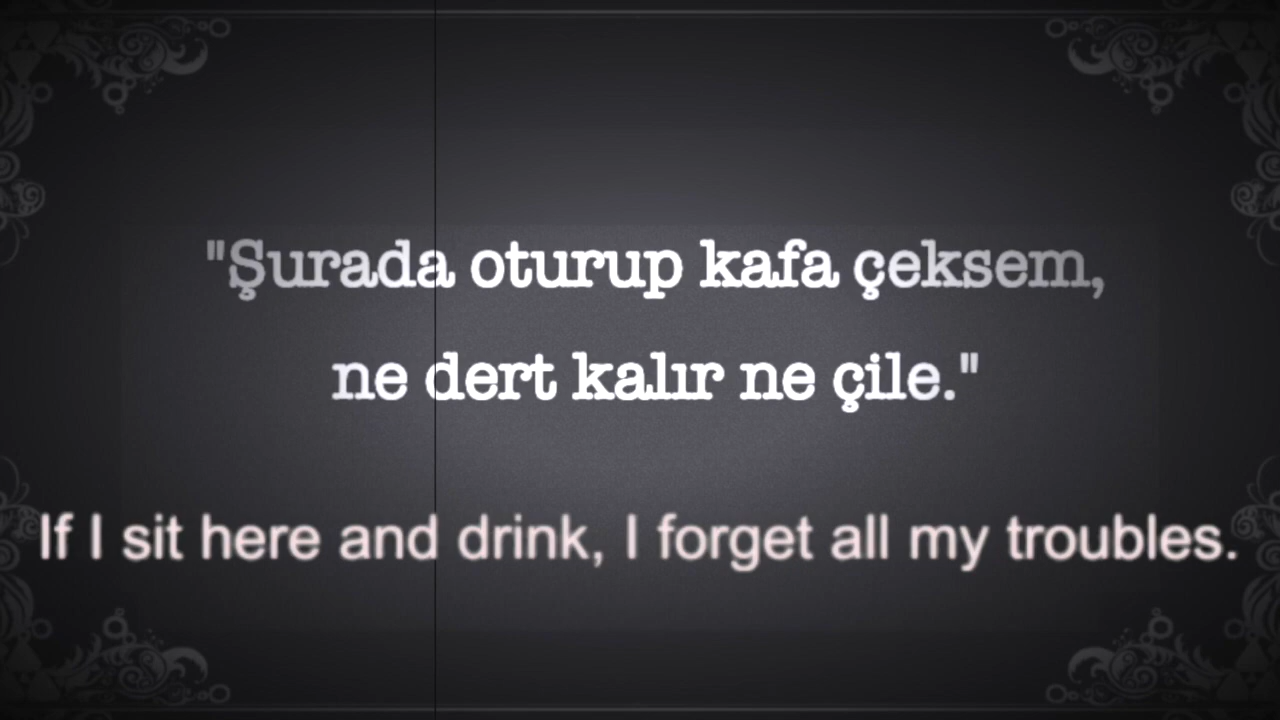 "Şurada oturup kafa çeksem,
ne dert kalır ne çile."
If I sit here and drink, I forget all my troubles.